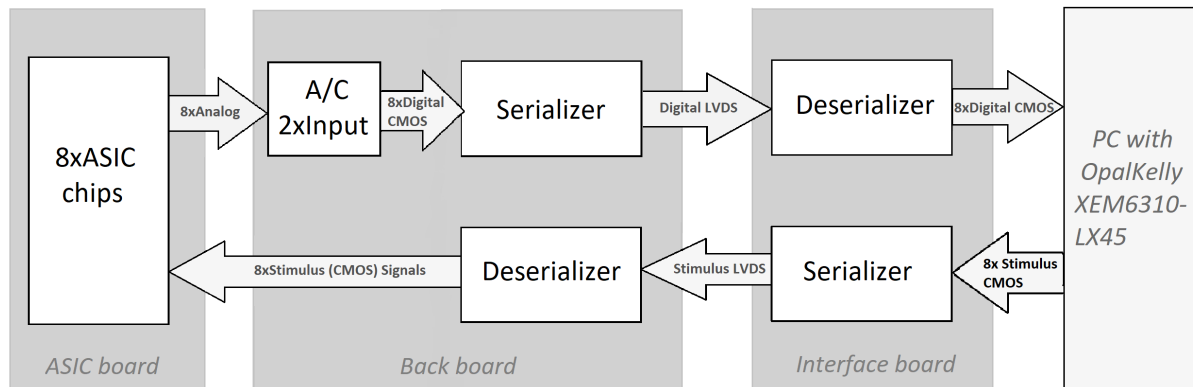 8xASIC
chips
8xAnalog
A/C
2xInput
8xDigital
CMOS
Serializer
Digital LVDS
Deserializer
8xDigital CMOS
PC with
OpalKelly
XEM6310-
LX45
8xStimulus (CMOS) Signals
Deserializer
Stimulus LVDS
Serializer
8x Stimulus
CMOS
ASIC board
Back board
Interface board